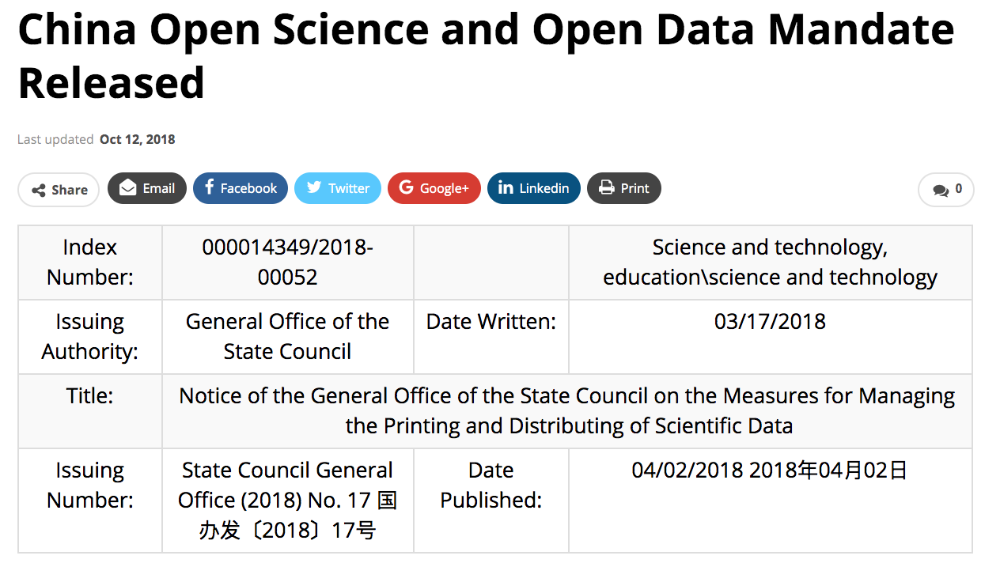 China Open Science and Open Data Mandate
Released
Last updated Oct 12, 2018
Share Email Facebook Twitter Google+ Linkedin Print 0
Index
Number:
000014349/2018-
00052
Science and technology,
education\science and technology
Issuing
Authority:
General Office of the
State Council
Date Written:
03/17/2018
Title:
Notice of the General Office of the State Council on the Measures for Managing
the Printing and Distributing of Scientific Data
Issuing
Number:
State Council General
Office (2018) No. 17 国
办发〔2018〕17号
Date
Published:
04/02/2018 2018年04月02日